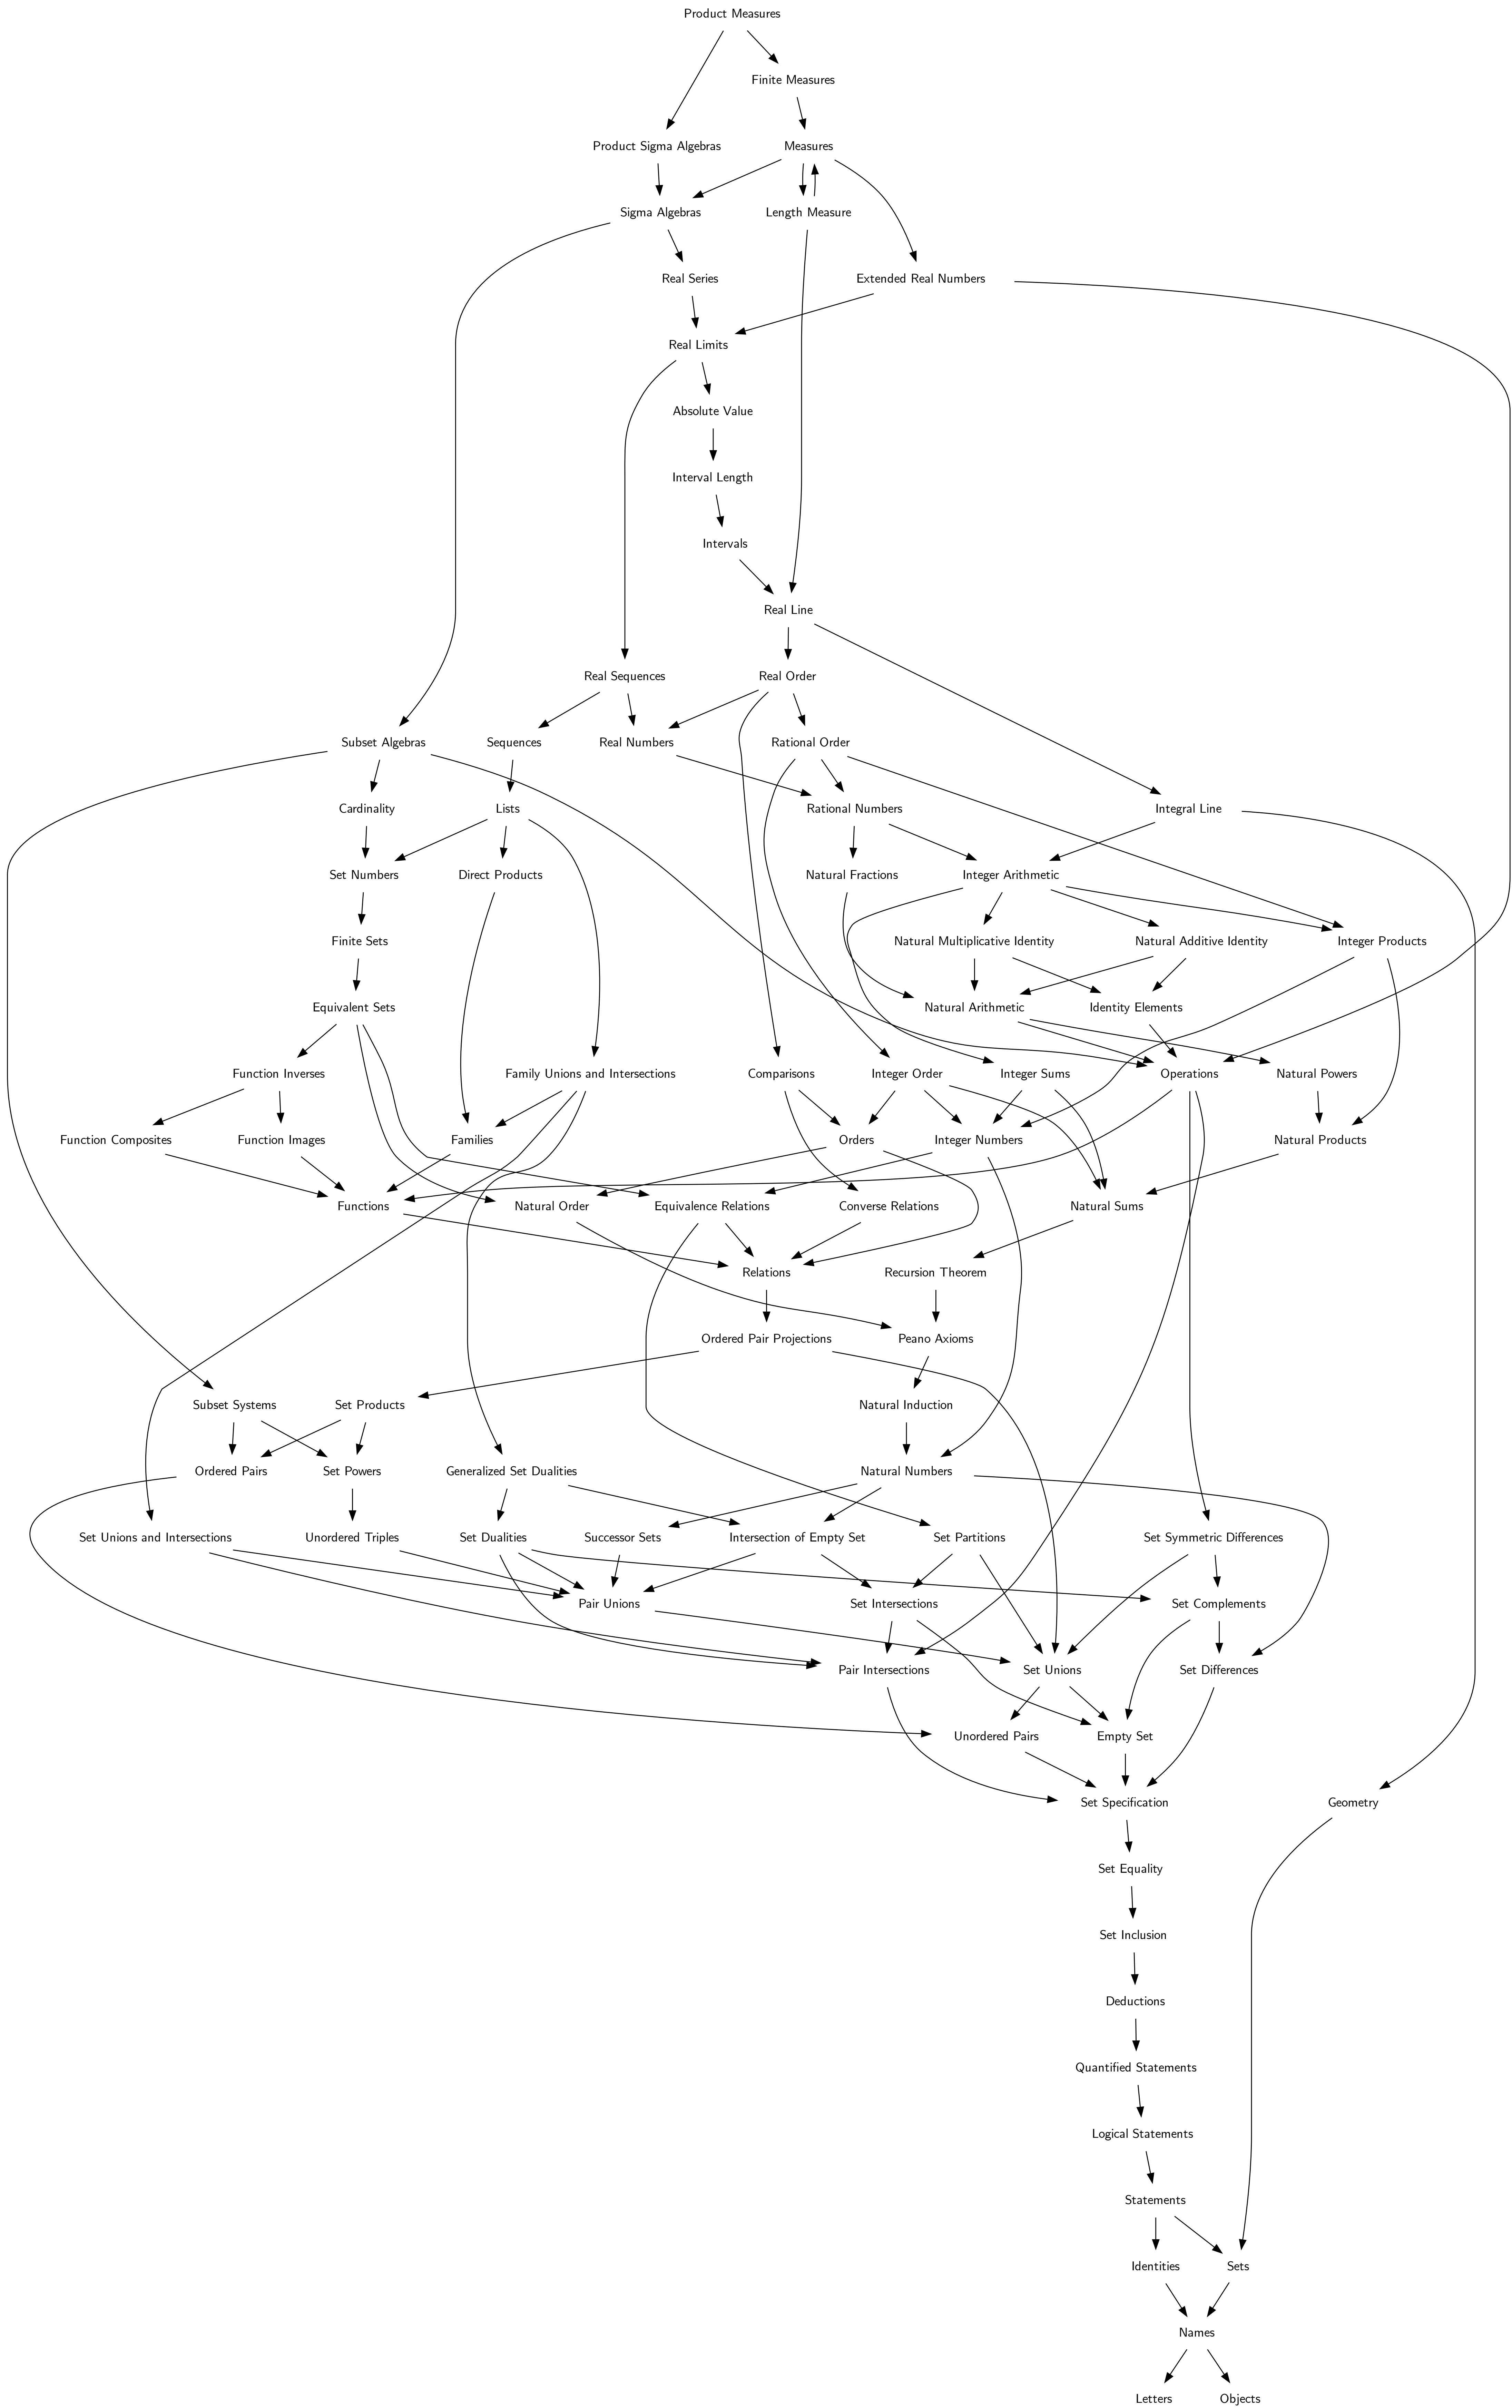 Product Measures
Finite Measures
Product Sigma Algebras
Measures
Sigma Algebras
Length Measure
Real Series
Extended Real Numbers
Real Limits
Absolute Value
Interval Length
Intervals
Real Line
Real Sequences
Real Order
Subset Algebras
Sequences
Real Numbers
Rational Order
Cardinality
Lists
Rational Numbers
Integral Line
Set Numbers
Direct Products
Natural Fractions
Integer Arithmetic
Finite Sets
Natural Multiplicative Identity
Natural Additive Identity
Integer Products
Equivalent Sets
Natural Arithmetic
Identity Elements
Function Inverses
Family Unions and Intersections
Comparisons
Integer Order
Integer Sums
Operations
Natural Powers
Function Composites
Function Images
Families
Orders
Integer Numbers
Natural Products
Functions
Natural Order
Equivalence Relations
Converse Relations
Natural Sums
Relations
Recursion Theorem
Ordered Pair Projections
Peano Axioms
Subset Systems
Set Products
Natural Induction
Ordered Pairs
Set Powers
Generalized Set Dualities
Natural Numbers
Set Unions and Intersections
Unordered Triples
Set Dualities
Successor Sets
Intersection of Empty Set
Set Partitions
Set Symmetric Differences
Pair Unions
Set Intersections
Set Complements
Pair Intersections
Set Unions
Set Differences
Unordered Pairs
Empty Set
Set Specification
Geometry
Set Equality
Set Inclusion
Deductions
Quantified Statements
Logical Statements
Statements
Identities
Sets
Names
Letters
Objects